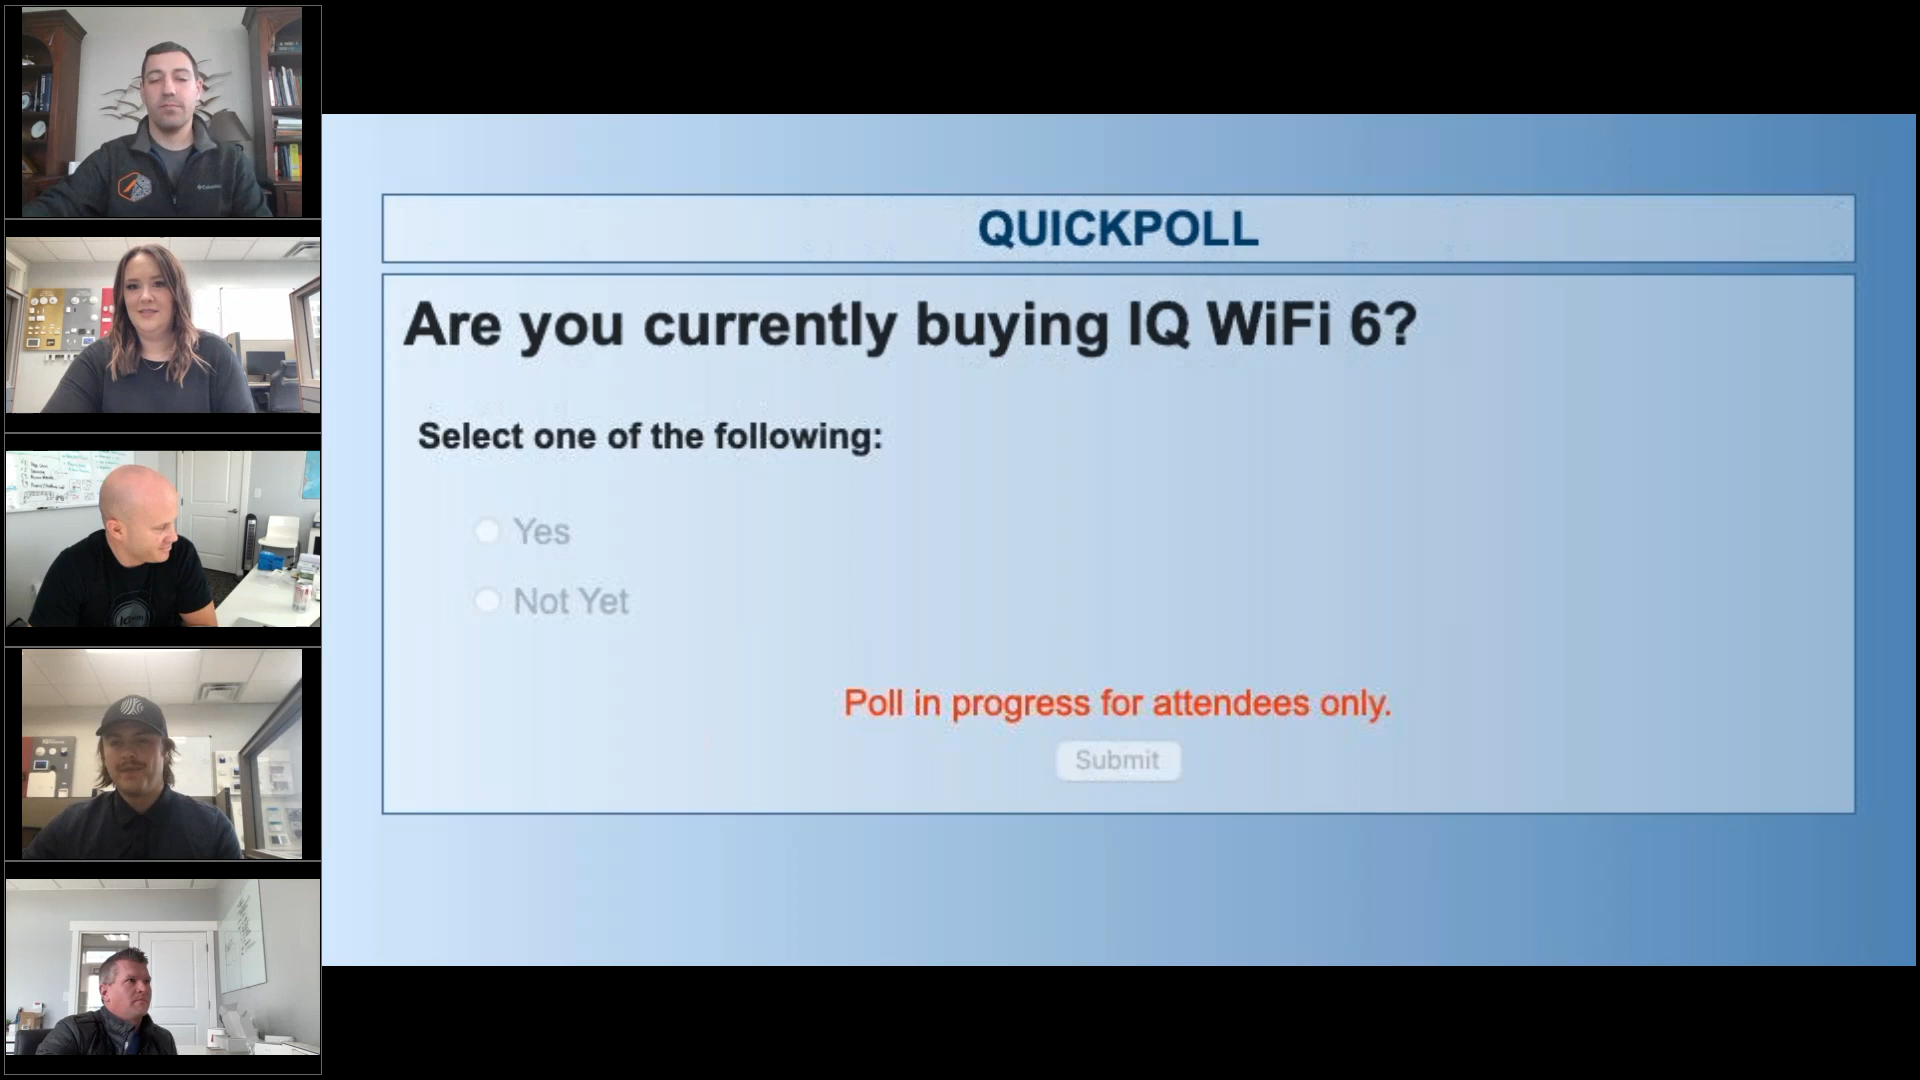 QUICKPOLL
Are you currently buying IQ WiFi 6?
Select one of the following:
Yes
Not Yet
Poll in progress for attendees only.
Submit
Columbia